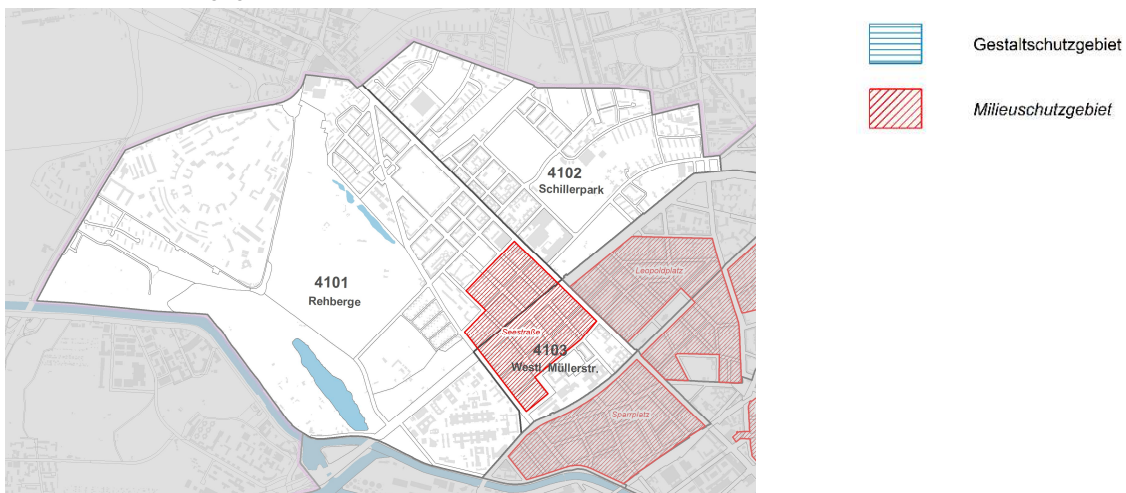 Gestaltschutzgebiet
Milieuschutzgebiet
4102
Schillerpark
Leopoldplatz
4101
Rehberge
Seestraße
4103
Westl. Müllerstr.
Sparrplatz